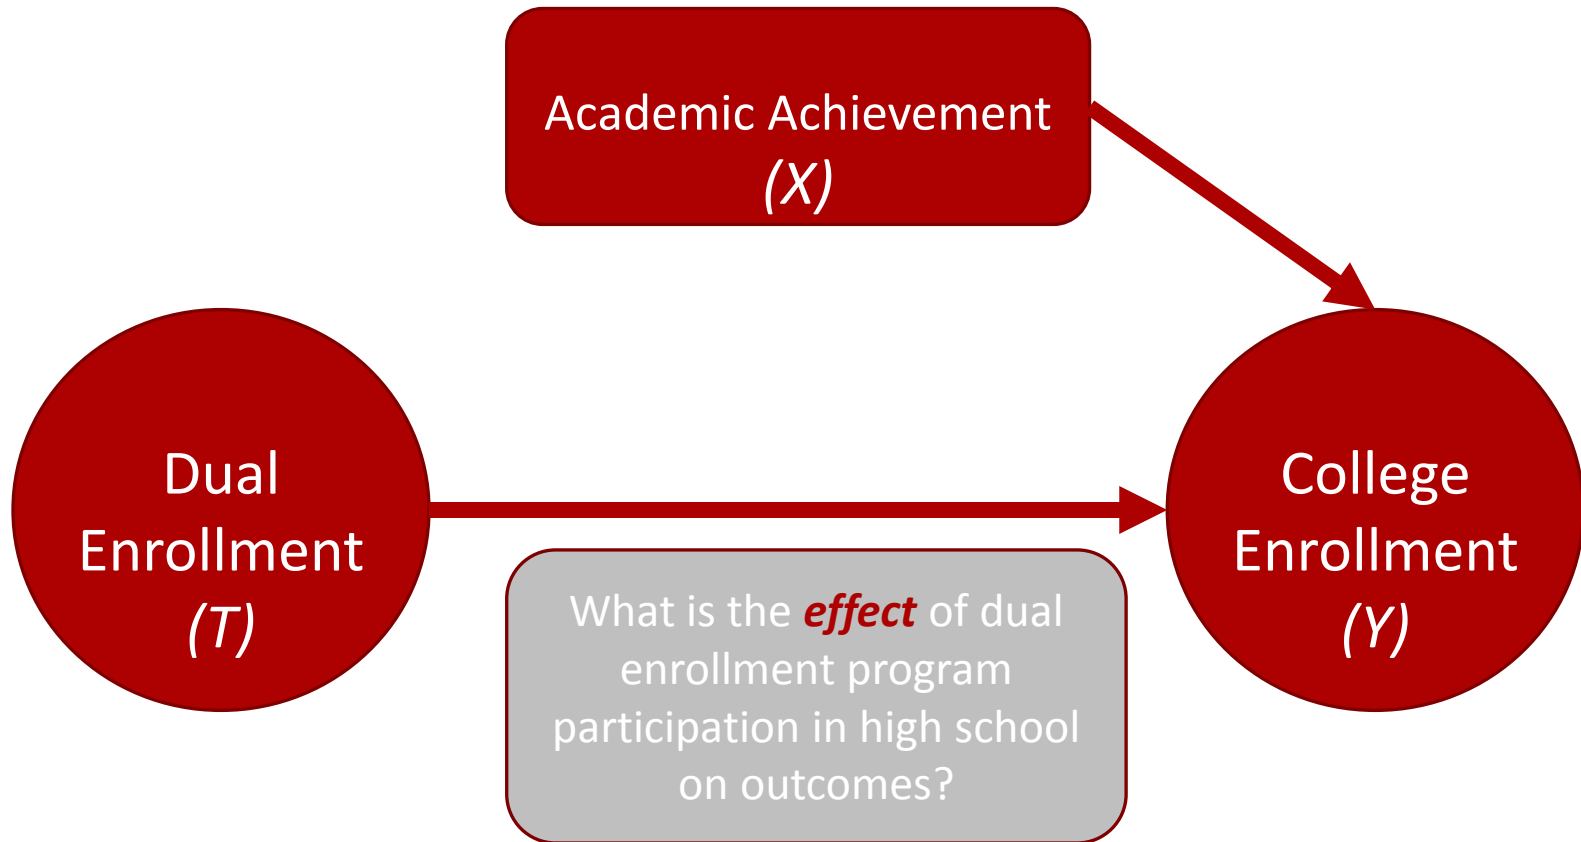 Academic Achievement
(X)
Dual
Enrollment
(T)
College
Enrollment
(Y)
What is the effect of dual
enrollment program
participation in high school
on outcomes?